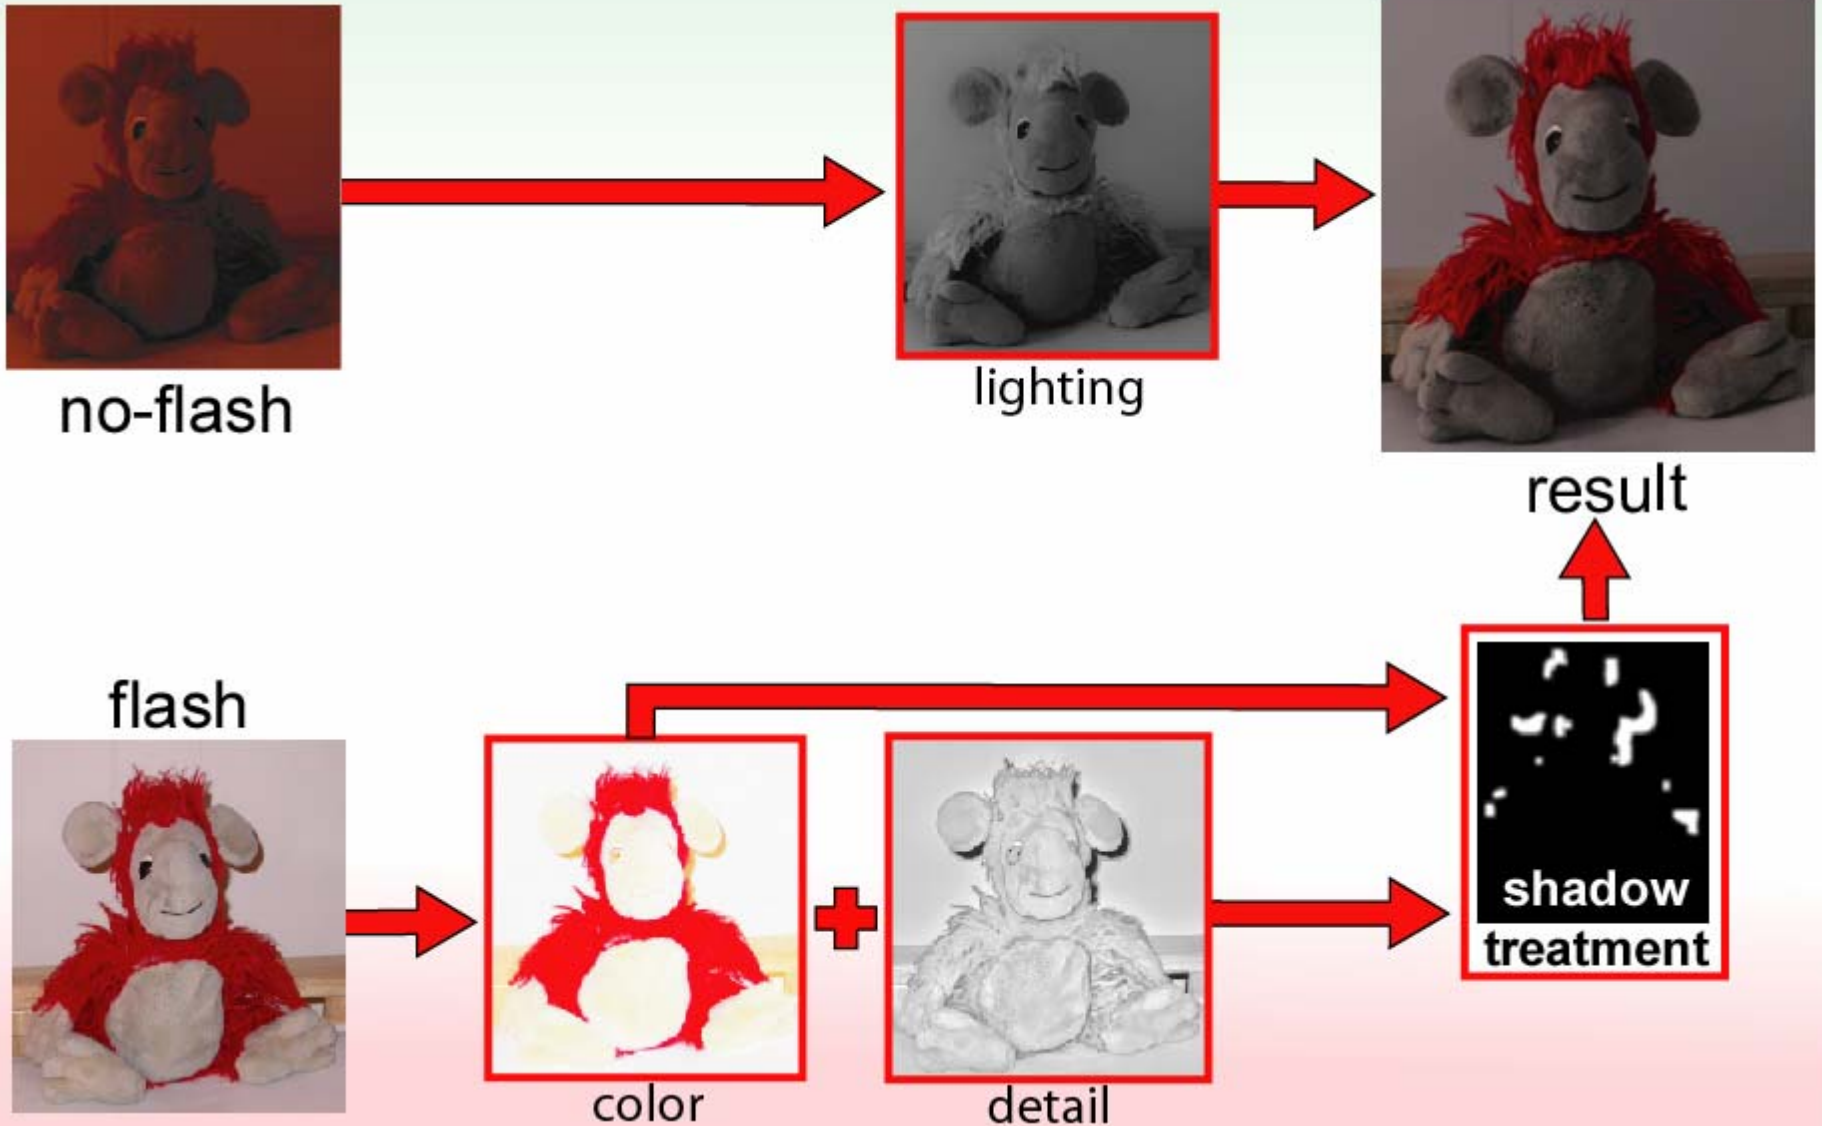 no-flash
lighting
result
flash
shadow
treatment
color
detail